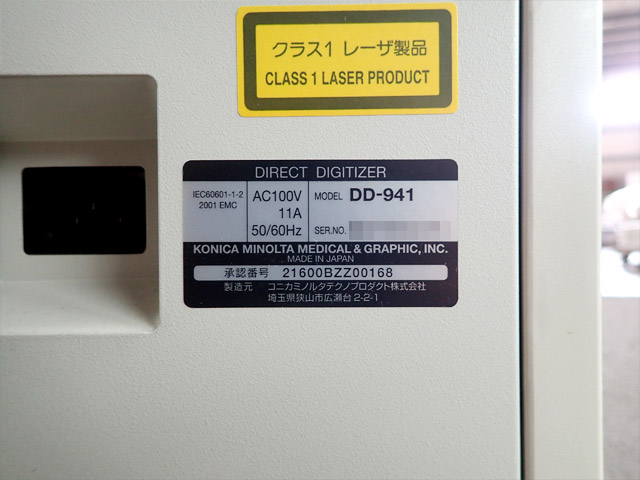 クラス1 レーザ製品
CLASS 1 LASER PRODUCT
DIRECT DIGITIZER
IEC60601-1-2
2001 EMC
AC100V
11A
50/60Hz
MODEL DD-941
SER.NO.
KONICA MINOLTA MEDICAL & GRAPHIC, INC.
MADE IN JAPAN
承認番号 21600BZZ00168
製造元 コニカミノルタテクノプロダクト株式会社
埼玉県狭山市広瀬台2-2-1